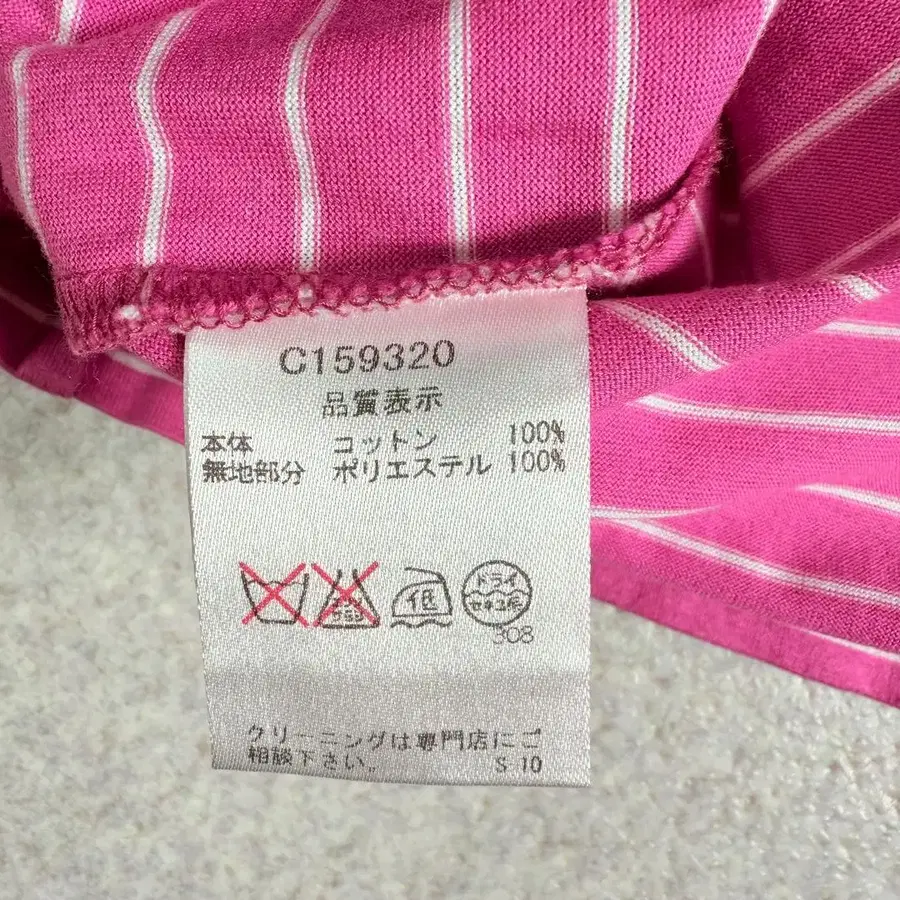 C159320
品質表示
本体 コットン 100%
無地部分 ポリエステル 100%
低 ドライ
セキユ系
303
クリーニングは専門店にご
相談下さい。 S 10